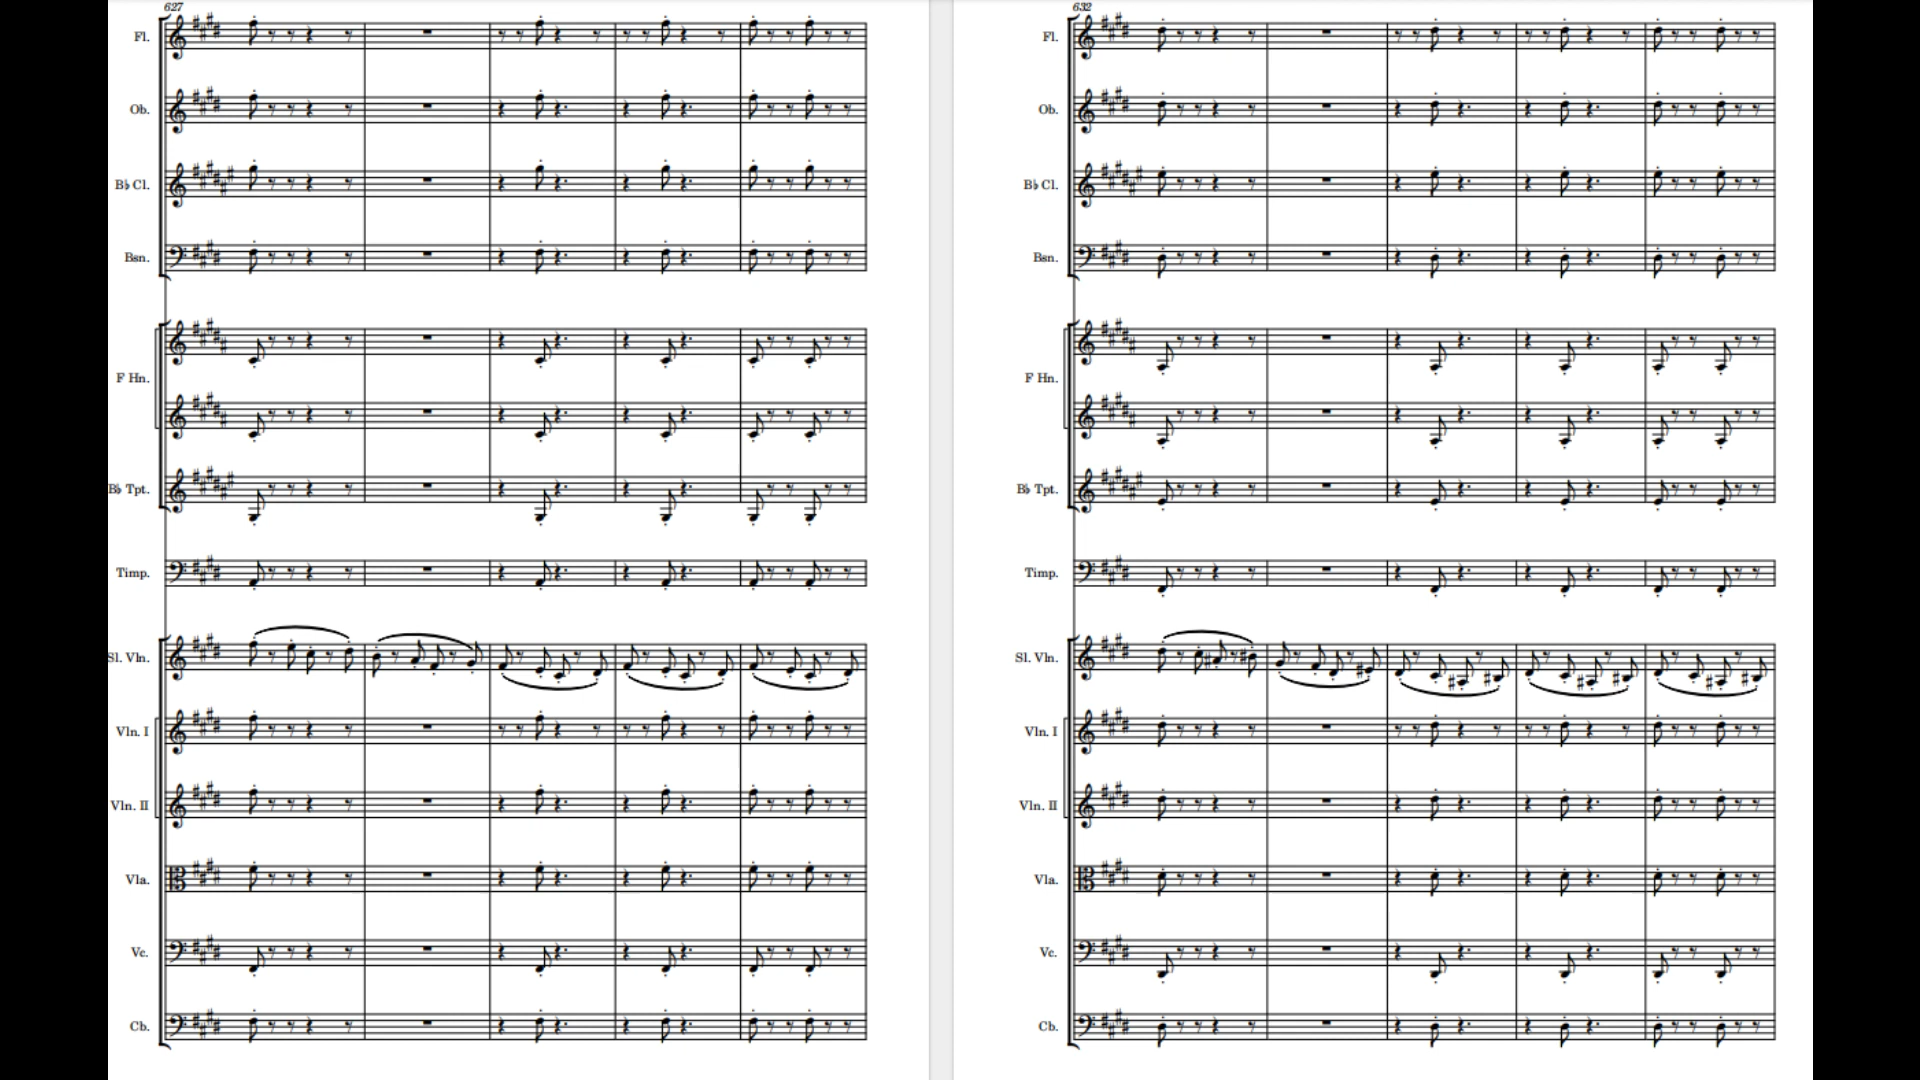 627
Fl.
Ob.
B♭ Cl.
Bsn.
F Hn.
B♭ Tpt.
Timp.
Sl. Vln.
Vln. I
Vln. II
Vla.
Vc.
Cb.
632
Fl.
Ob.
B♭ Cl.
Bsn.
F Hn.
B♭ Tpt.
Timp.
Sl. Vln.
Vln. I
Vln. II
Vla.
Vc.
Cb.